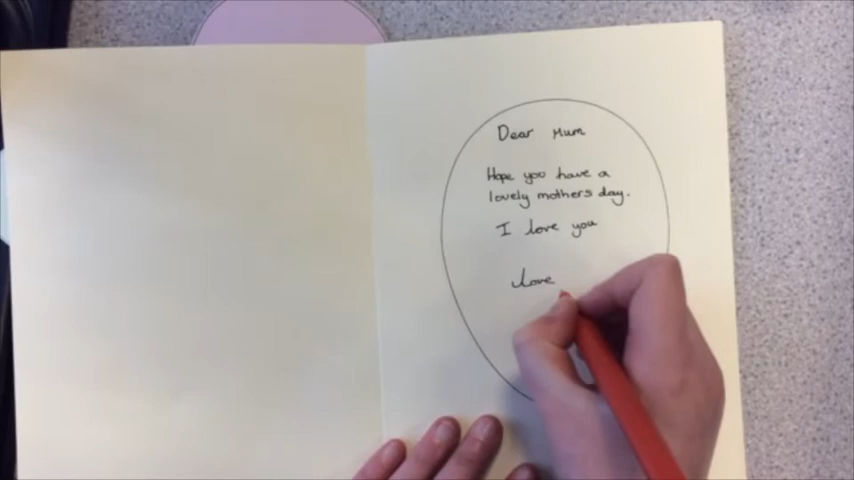 Dear Mum
Hope you have a
lovely mothers day.
I love you
Love